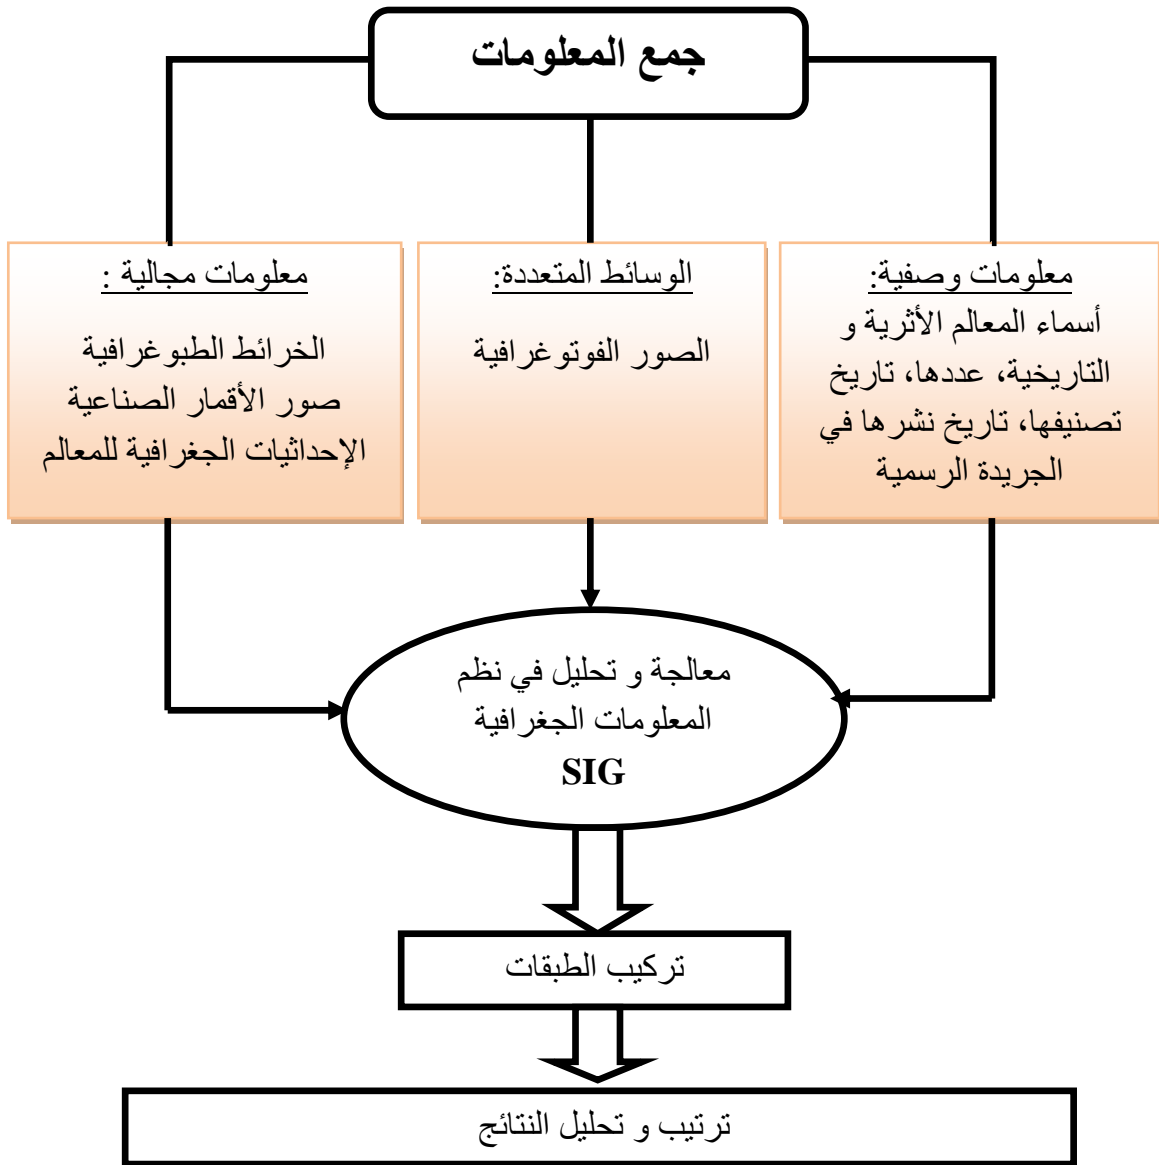 جمع المعلومات
معلومات وصفية:
أسماء المعالم الأثرية و
التاريخية، عددها، تاريخ
تصنيفها، تاريخ نشرها في
الجريدة الرسمية
الوسائط المتعددة:
الصور الفوتوغرافية
معلومات مجالية :
الخرائط الطبوغرافية
صور الأقمار الصناعية
الإحداثيات الجغرافية للمعالم
معالجة و تحليل في نظم
المعلومات الجغرافية
SIG
تركيب الطبقات
ترتيب و تحليل النتائج